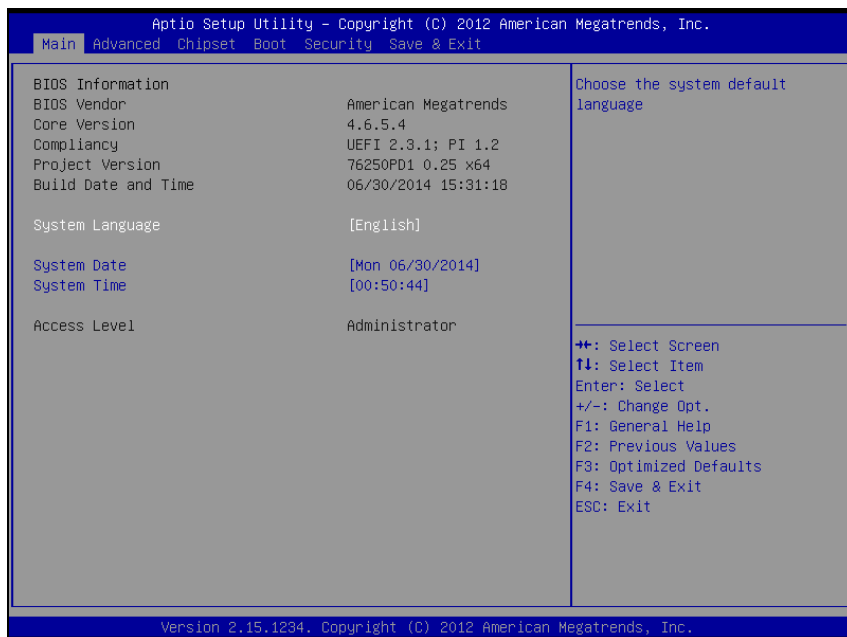 Aptio Setup Utility – Copyright (C) 2012 American Megatrends, Inc.
Main Advanced Chipset Boot Security Save & Exit
BIOS Information
BIOS Vendor American Megatrends
Core Version 4.6.5.4
Compliancy UEFI 2.3.1; PI 1.2
Project Version 76250PD1 0.25 x64
Build Date and Time 06/30/2014 15:31:18
System Language [English]
System Date [Mon 06/30/2014]
System Time [00:50:44]
Access Level Administrator
Choose the system default
language
→←: Select Screen
↑↓: Select Item
Enter: Select
+/-: Change Opt.
F1: General Help
F2: Previous Values
F3: Optimized Defaults
F4: Save & Exit
ESC: Exit
Version 2.15.1234. Copyright (C) 2012 American Megatrends, Inc.